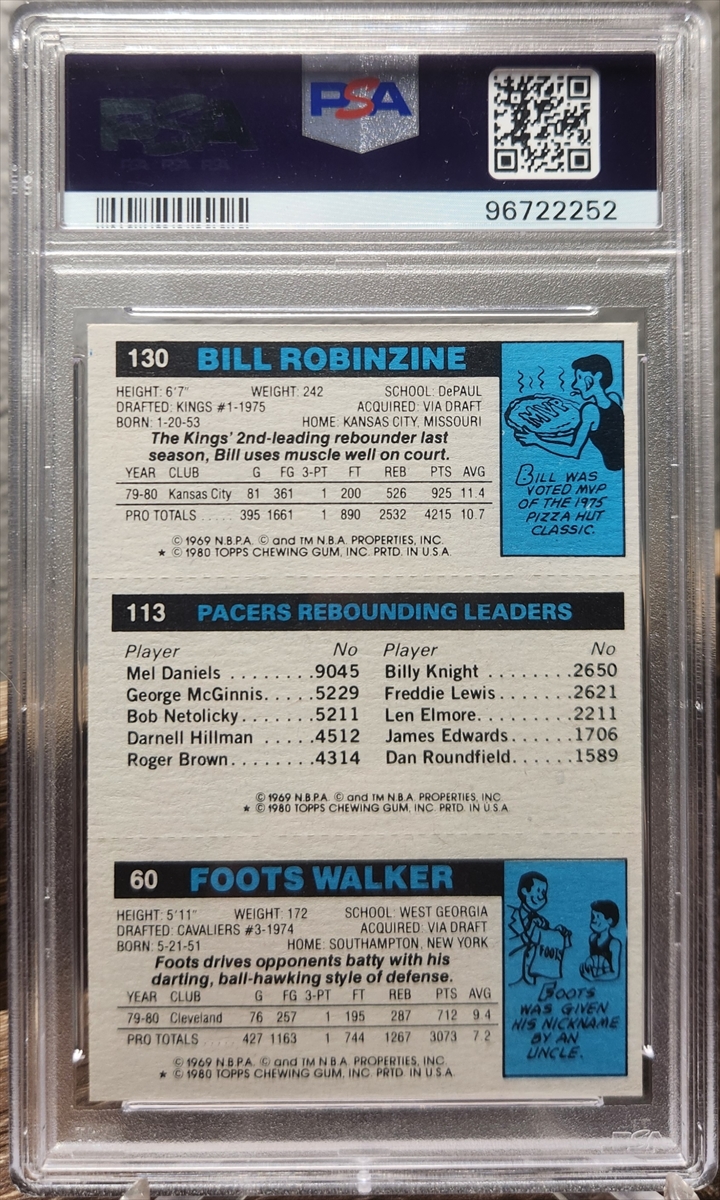 PSA
PSA
PSA PSA PSA
96722252
130 BILL ROBINZINE
HEIGHT: 6'7" WEIGHT: 242 SCHOOL: DePAUL
DRAFTED: KINGS #1-1975 ACQUIRED: VIA DRAFT
BORN: 1-20-53 HOME: KANSAS CITY, MISSOURI
The Kings' 2nd-leading rebounder last
season, Bill uses muscle well on court.
YEAR CLUB G FG 3-PT FT REB PTS AVG
79-80 Kansas City 81 361 1 200 526 925 11.4
PRO TOTALS ..... 395 1661 1 890 2532 4215 10.7
© 1969 N.B.P.A. © and TM N.B.A. PROPERTIES, INC.
★ © 1980 TOPPS CHEWING GUM, INC. PRTD. IN U.S.A.
MVP
BILL WAS
VOTED MVP
OF THE 1975
PIZZA HUT
CLASSIC.
113 PACERS REBOUNDING LEADERS
Player No Player No
Mel Daniels ........9045 Billy Knight ........2650
George McGinnis.....5229 Freddie Lewis.......2621
Bob Netolicky.......5211 Len Elmore.........2211
Darnell Hillman .....4512 James Edwards......1706
Roger Brown........4314 Dan Roundfield......1589
© 1969 N.B.P.A. © and TM N.B.A. PROPERTIES, INC
★ © 1980 TOPPS CHEWING GUM, INC. PRTD. IN U.S.A
60 FOOTS WALKER
HEIGHT: 5'11" WEIGHT: 172 SCHOOL: WEST GEORGIA
DRAFTED: CAVALIERS #3-1974 ACQUIRED: VIA DRAFT
BORN: 5-21-51 HOME: SOUTHAMPTON, NEW YORK
Foots drives opponents batty with his
darting, ball-hawking style of defense.
YEAR CLUB G FG 3-PT FT REB PTS AVG
79-80 Cleveland 76 257 1 195 287 712 9.4
PRO TOTALS 427 1163 1 744 1267 3073 7.2
© 1969 N.B.P.A. © and TM N.B.A. PROPERTIES, INC
★ © 1980 TOPPS CHEWING GUM, INC. PRTD. IN U.S.A.
FOOTS
FOOTS
WAS GIVEN
HIS NICKNAME
BY AN
UNCLE.
PSA